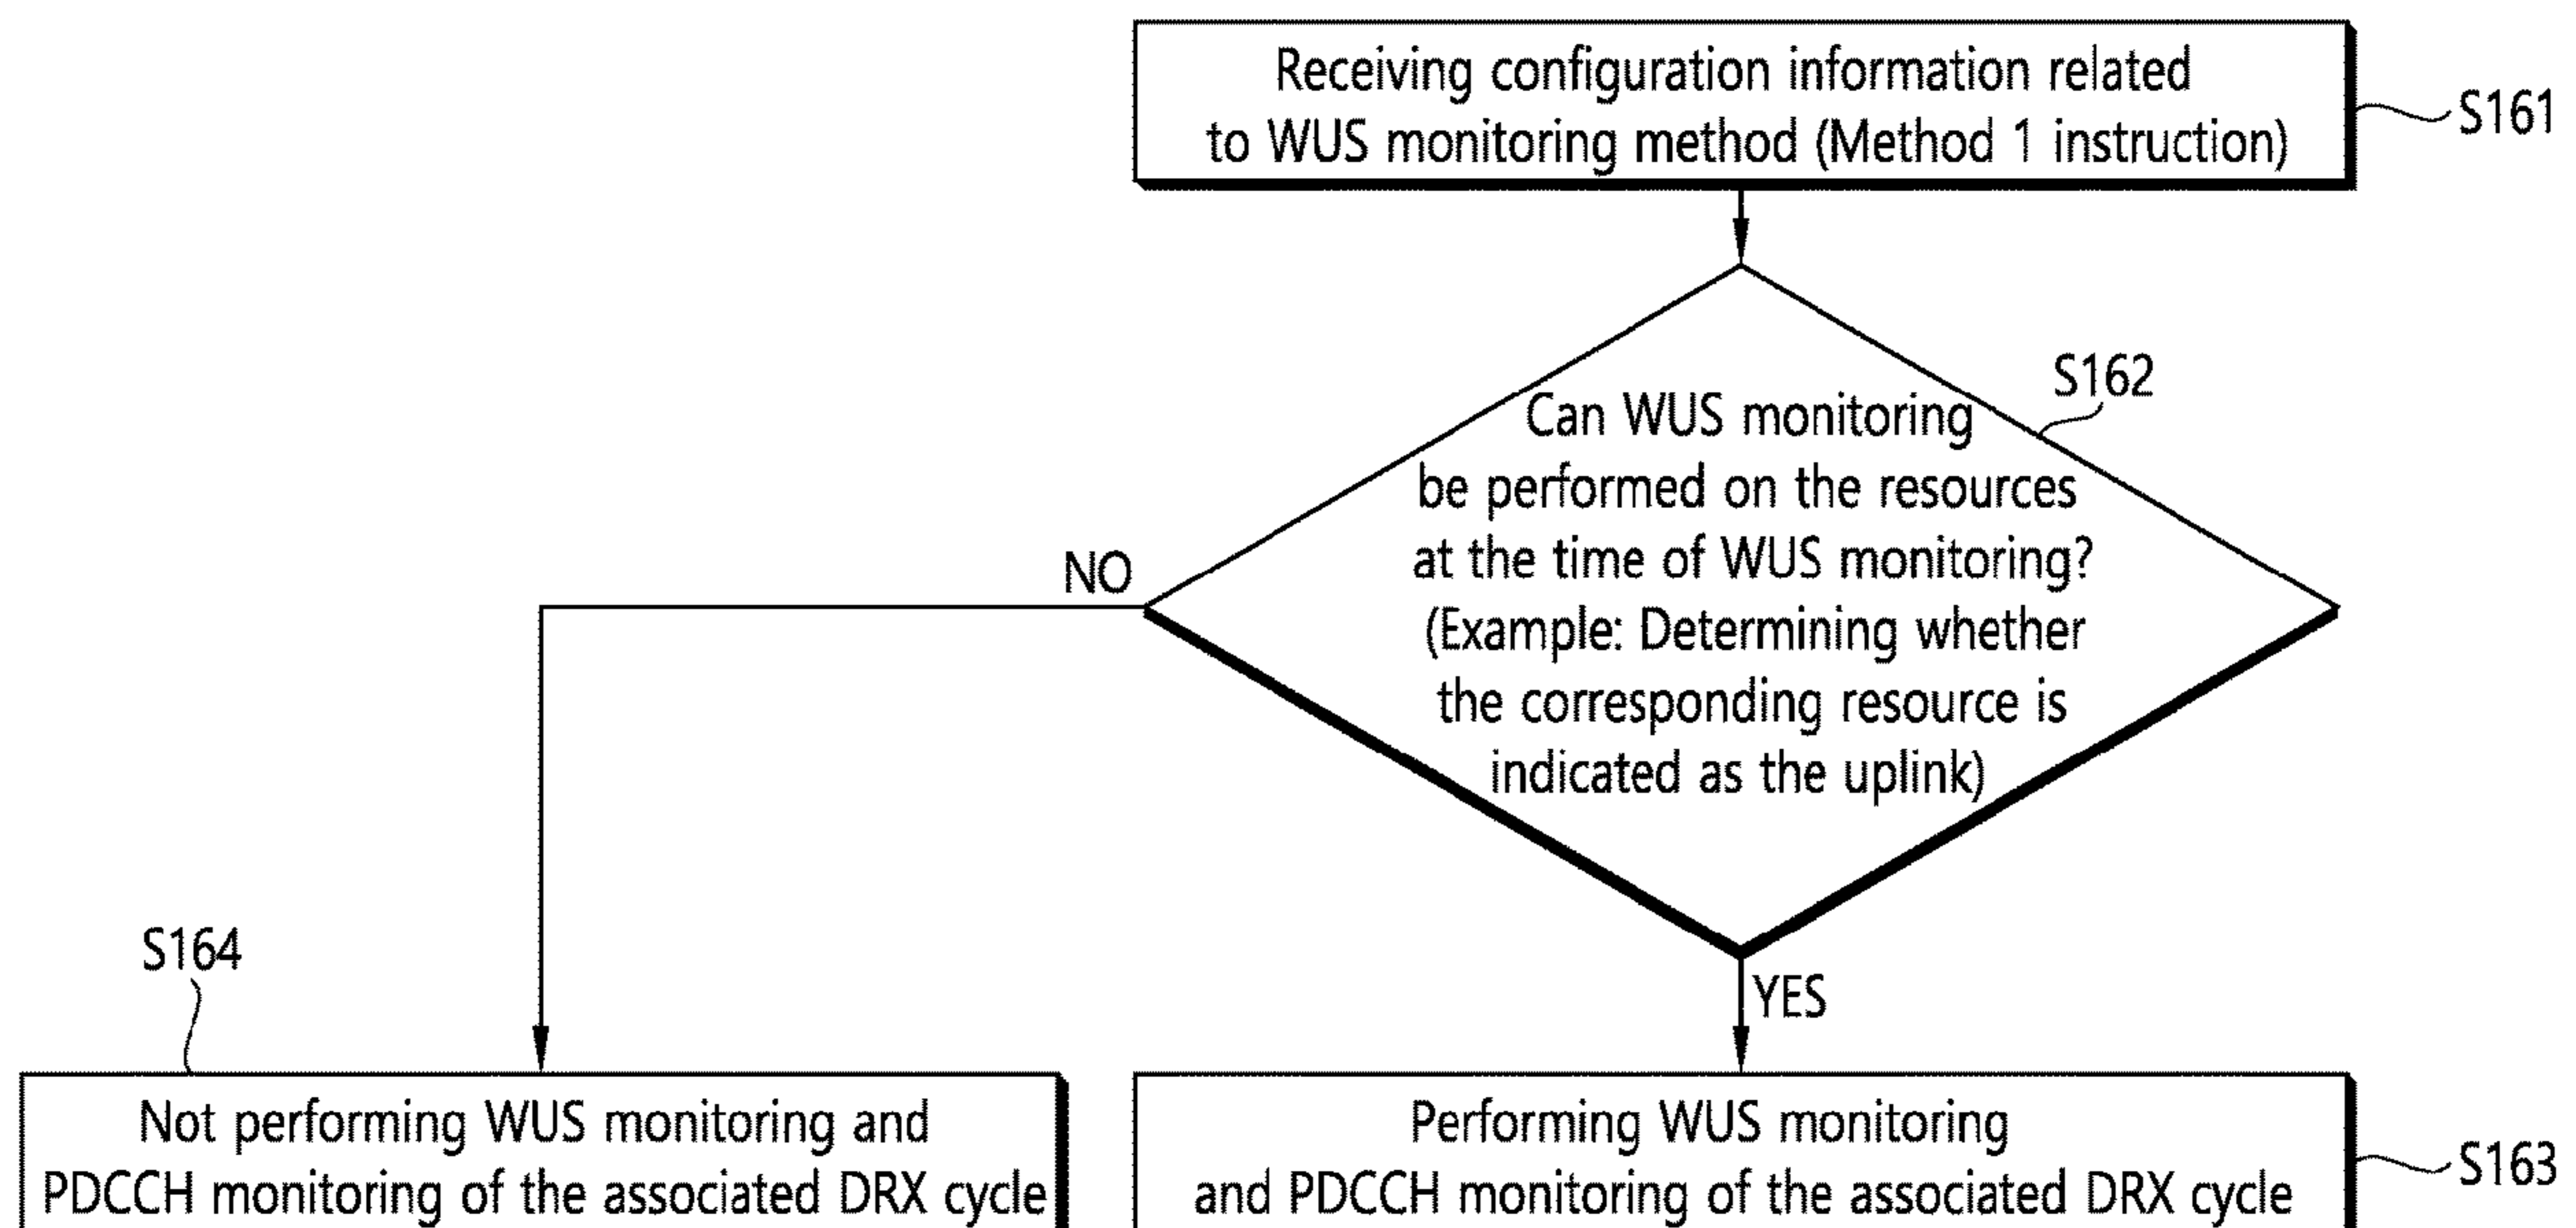 Receiving configuration information related
to WUS monitoring method (Method 1 instruction)
S161
S162
Can WUS monitoring
be performed on the resources
at the time of WUS monitoring?
(Example: Determining whether
the corresponding resource is
indicated as the uplink)
NO
YES
S164
Not performing WUS monitoring and
PDCCH monitoring of the associated DRX cycle
Performing WUS monitoring
and PDCCH monitoring of the associated DRX cycle
S163